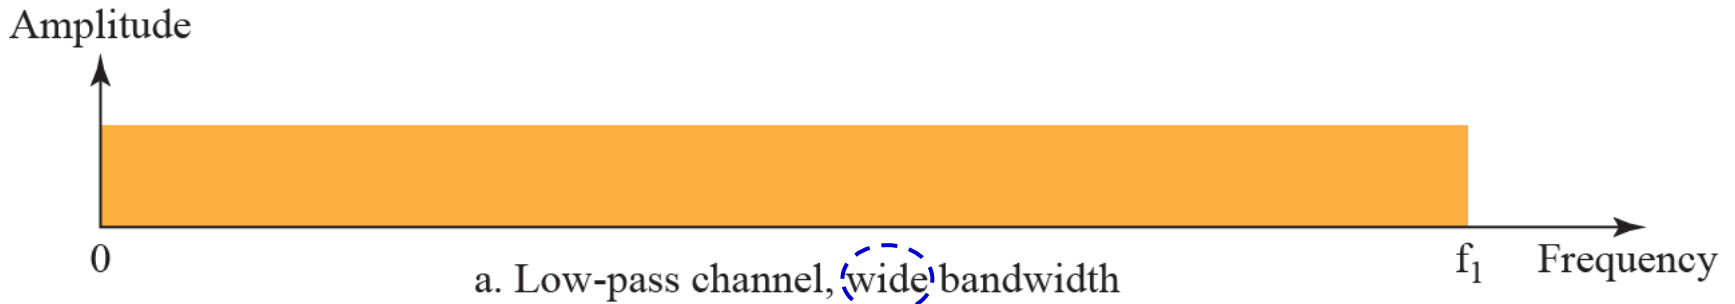 Amplitude
0
f₁
Frequency
a. Low-pass channel, wide bandwidth